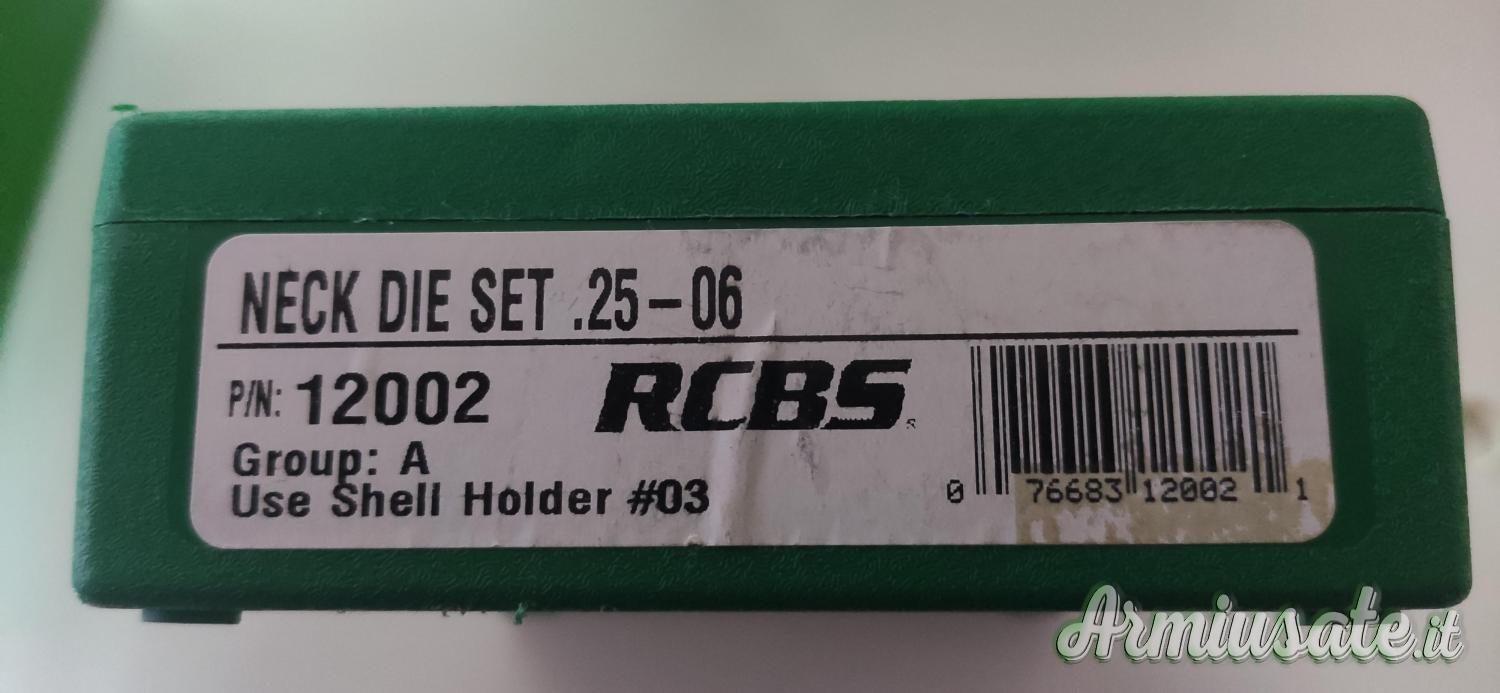 NECK DIE SET .25-06
P/N: 12002
RCBS
Group: A
Use Shell Holder #03
0 76683 12002 1
Armiusate.it